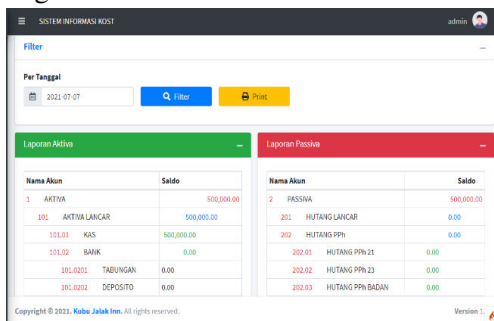 SISTEM INFORMASI KOST admin
Filter
Per Tanggal
2021-07-07 Filter Print
Laporan Aktiva
Nama Akun Saldo
1 AKTIVA 500,000.00
101 AKTIVA LANCAR 500,000.00
101.01 KAS 500,000.00
101.02 BANK 0.00
101.0201 TABUNGAN 0.00
101.0202 DEPOSITO 0.00
Laporan Passiva
Nama Akun Saldo
2 PASSIVA 500,000.00
201 HUTANG LANCAR 0.00
202 HUTANG PPh 0.00
202.01 HUTANG PPh 21 0.00
202.02 HUTANG PPh 23 0.00
202.03 HUTANG PPh BADAN 0.00
Copyright © 2021. Kubu Jalak Inn. All rights reserved. Version